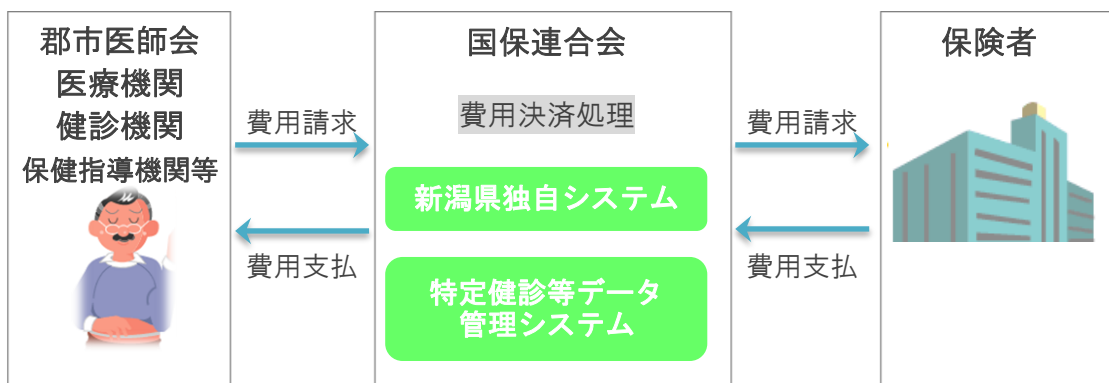 郡市医師会
医療機関
健診機関
保健指導機関等
費用請求
費用支払
国保連合会
費用決済処理
新潟県独自システム
特定健診等データ
管理システム
費用請求
費用支払
保険者